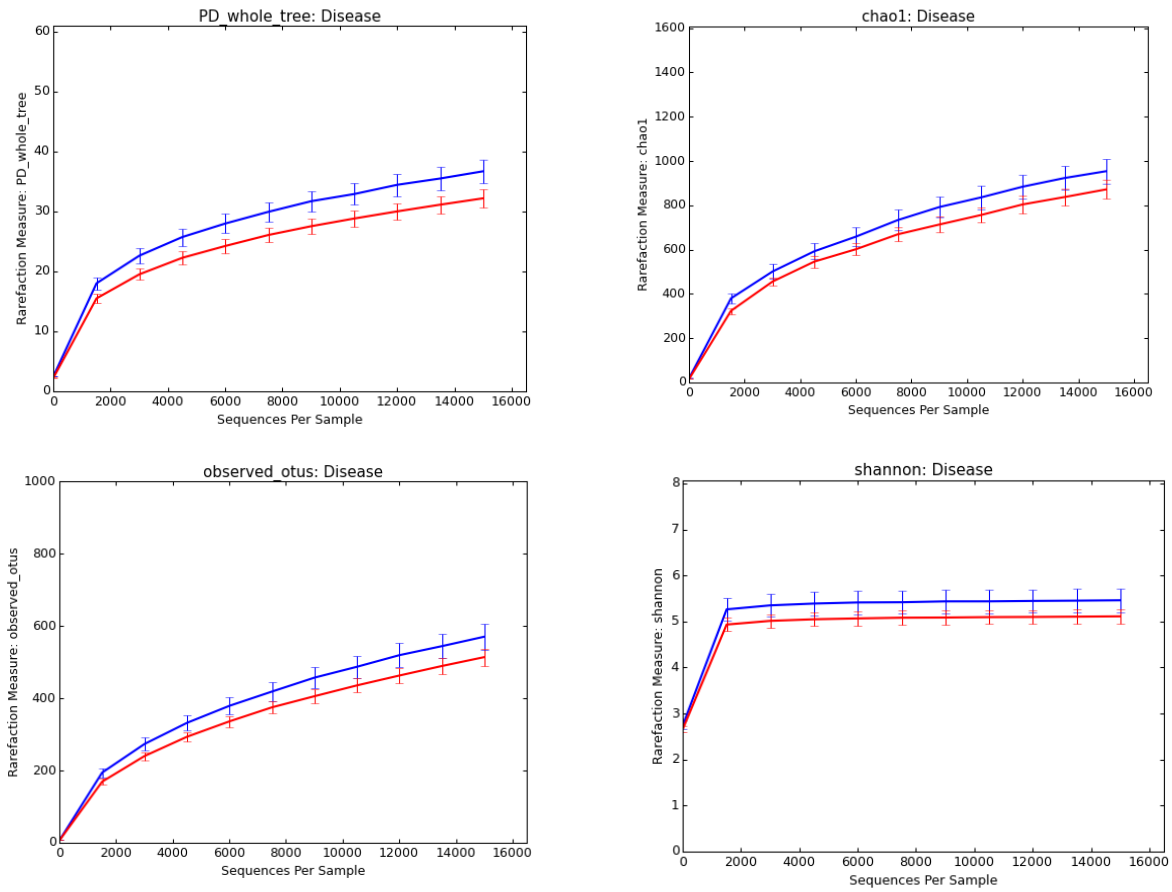 PD_whole_tree: Disease
60
50
40
30
20
10
0
Rarefaction Measure: PD_whole_tree
0 2000 4000 6000 8000 10000 12000 14000 16000
Sequences Per Sample
chao1: Disease
1600
1400
1200
1000
800
600
400
200
0
Rarefaction Measure: chao1
0 2000 4000 6000 8000 10000 12000 14000 16000
Sequences Per Sample
observed_otus: Disease
1000
800
600
400
200
0
Rarefaction Measure: observed_otus
0 2000 4000 6000 8000 10000 12000 14000 16000
Sequences Per Sample
shannon: Disease
8
7
6
5
4
3
2
1
0
Rarefaction Measure: shannon
0 2000 4000 6000 8000 10000 12000 14000 16000
Sequences Per Sample